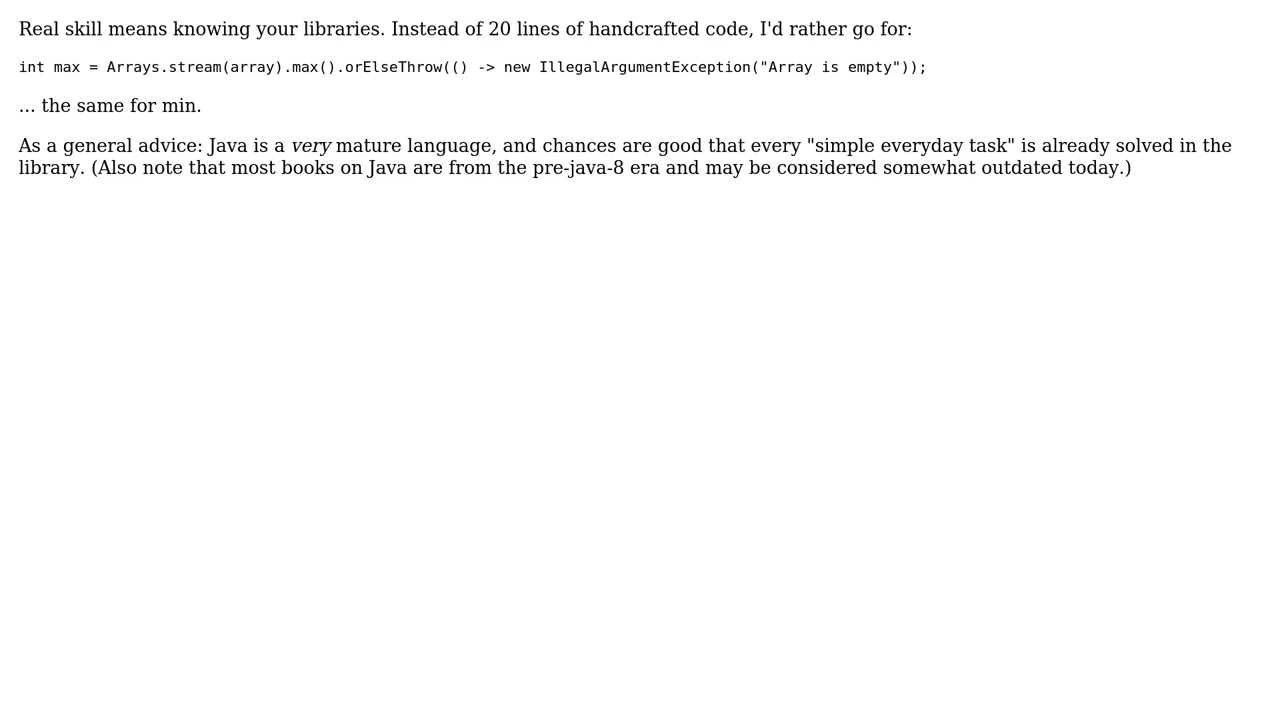 Real skill means knowing your libraries. Instead of 20 lines of handcrafted code, I'd rather go for:
int max = Arrays.stream(array).max().orElseThrow(() -> new IllegalArgumentException("Array is empty"));
... the same for min.
As a general advice: Java is a very mature language, and chances are good that every "simple everyday task" is already solved in the
library. (Also note that most books on Java are from the pre-java-8 era and may be considered somewhat outdated today.)